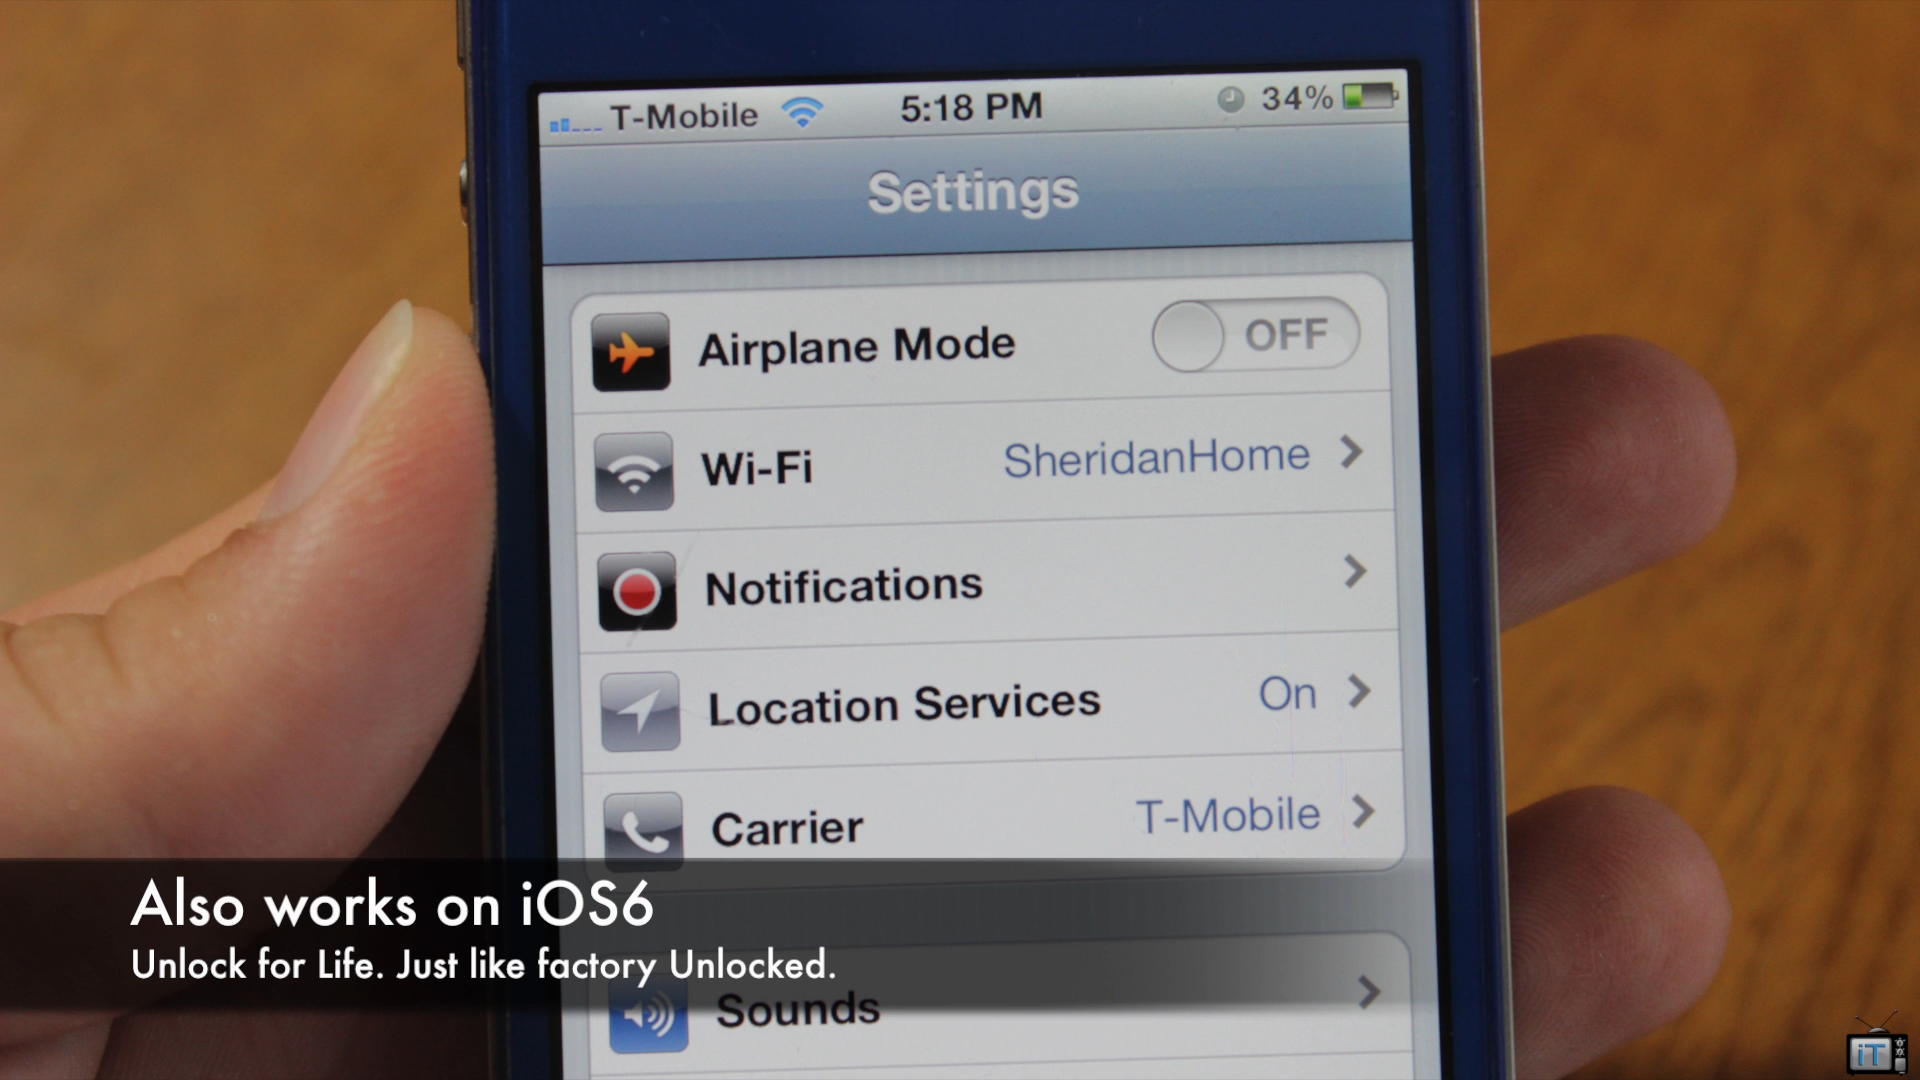 T-Mobile 5:18 PM 34%
Settings
Airplane Mode OFF
Wi-Fi SheridanHome
Notifications
Location Services On
Carrier T-Mobile
Also works on iOS6
Unlock for Life. Just like factory Unlocked.
Sounds
iT